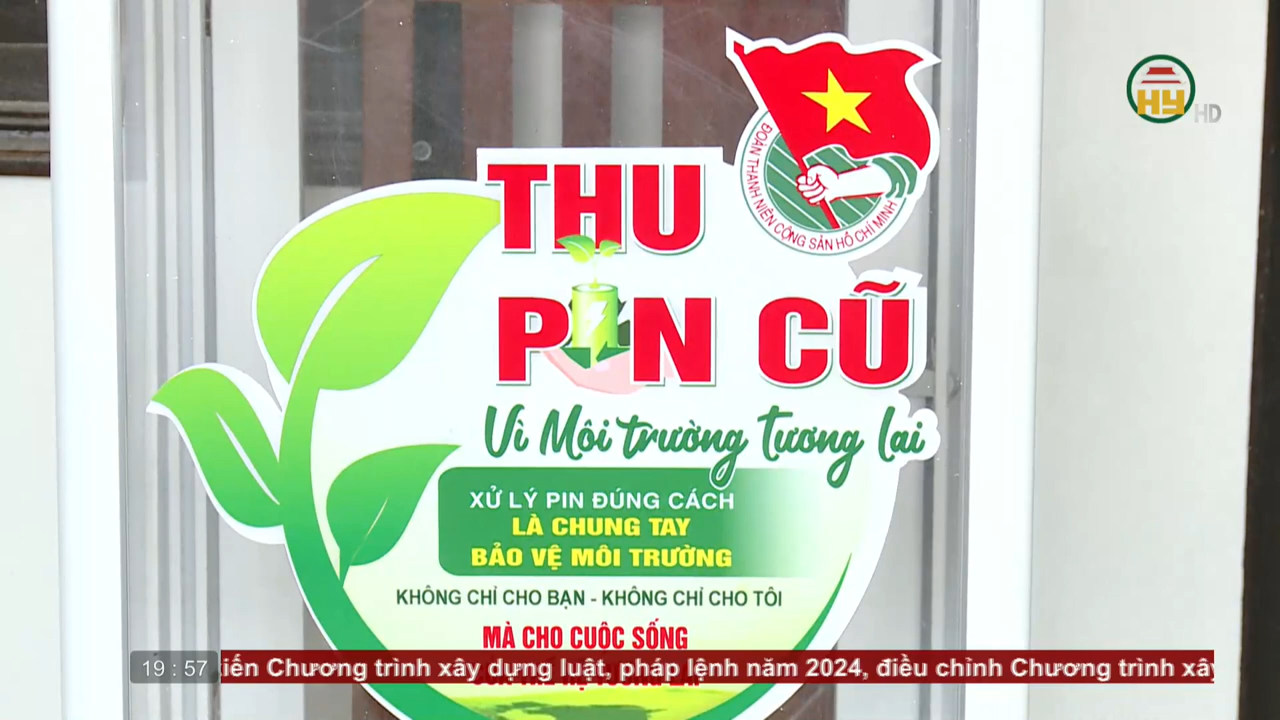 HY HD
ĐOÀN THANH NIÊN CỘNG SẢN HỒ CHÍ MINH
THU
PIN CŨ
Vì Môi trường tương lai
XỬ LÝ PIN ĐÚNG CÁCH
LÀ CHUNG TAY
BẢO VỆ MÔI TRƯỜNG
KHÔNG CHỈ CHO BẠN - KHÔNG CHỈ CHO TÔI
MÀ CHO CUỘC SỐNG
19 : 57 iến Chương trình xây dựng luật, pháp lệnh năm 2024, điều chỉnh Chương trình xây